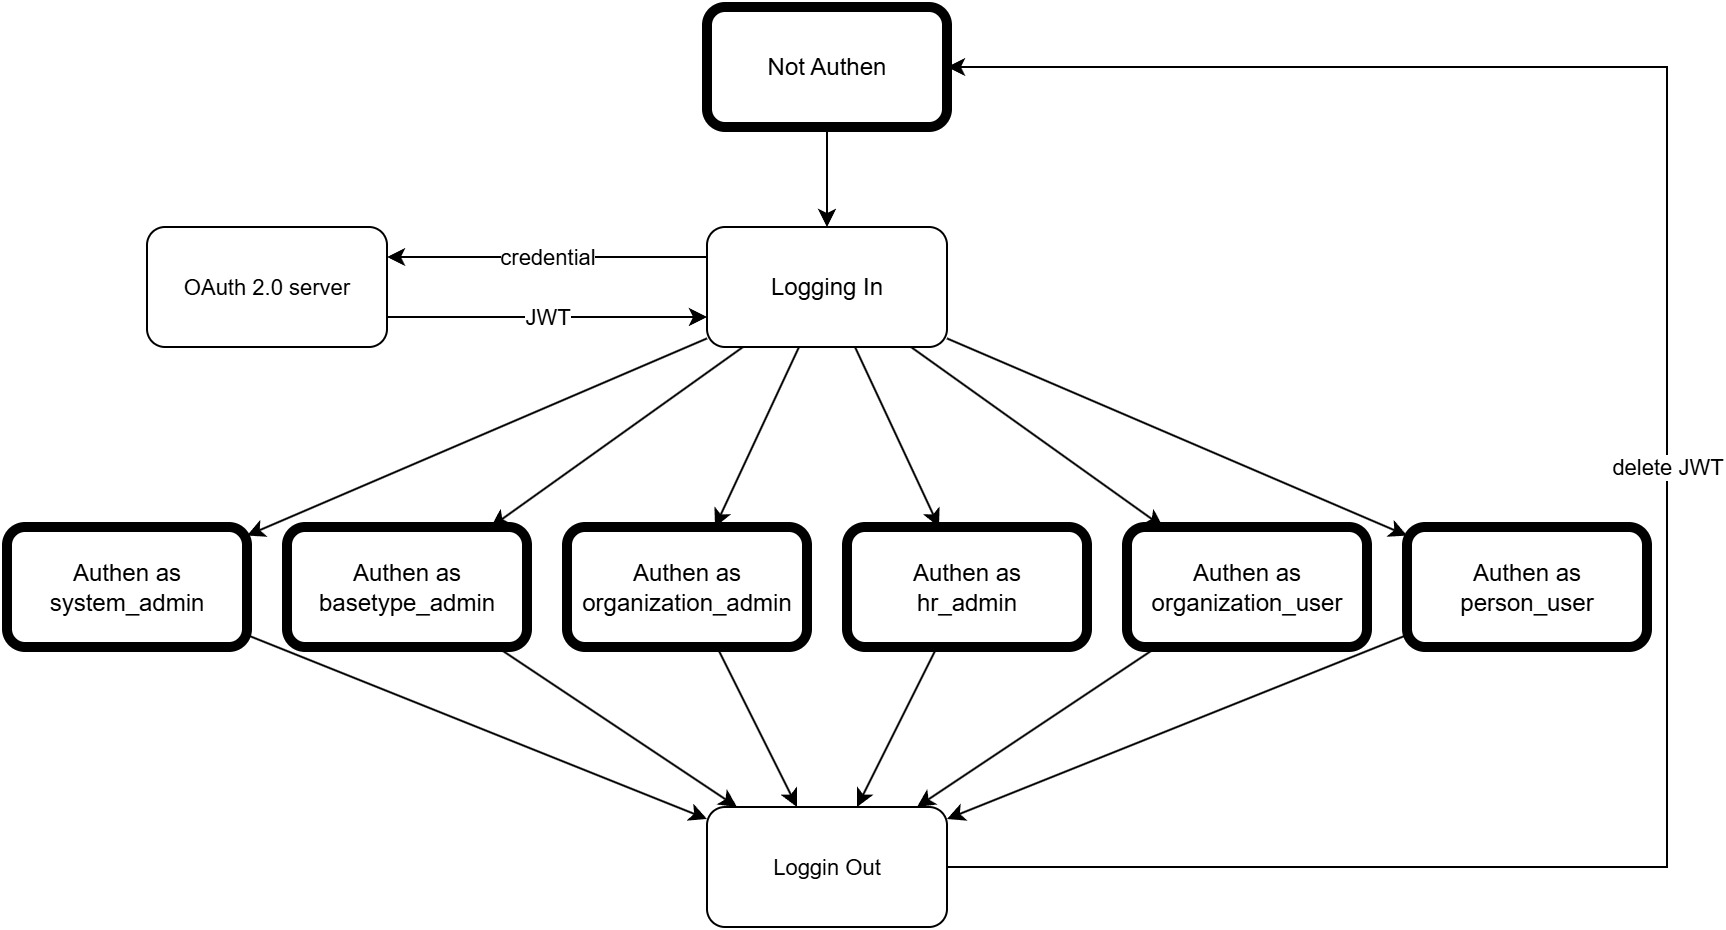 Not Authen
OAuth 2.0 server
credential
JWT
Logging In
delete JWT
Authen as
system_admin
Authen as
basetype_admin
Authen as
organization_admin
Authen as
hr_admin
Authen as
organization_user
Authen as
person_user
Loggin Out